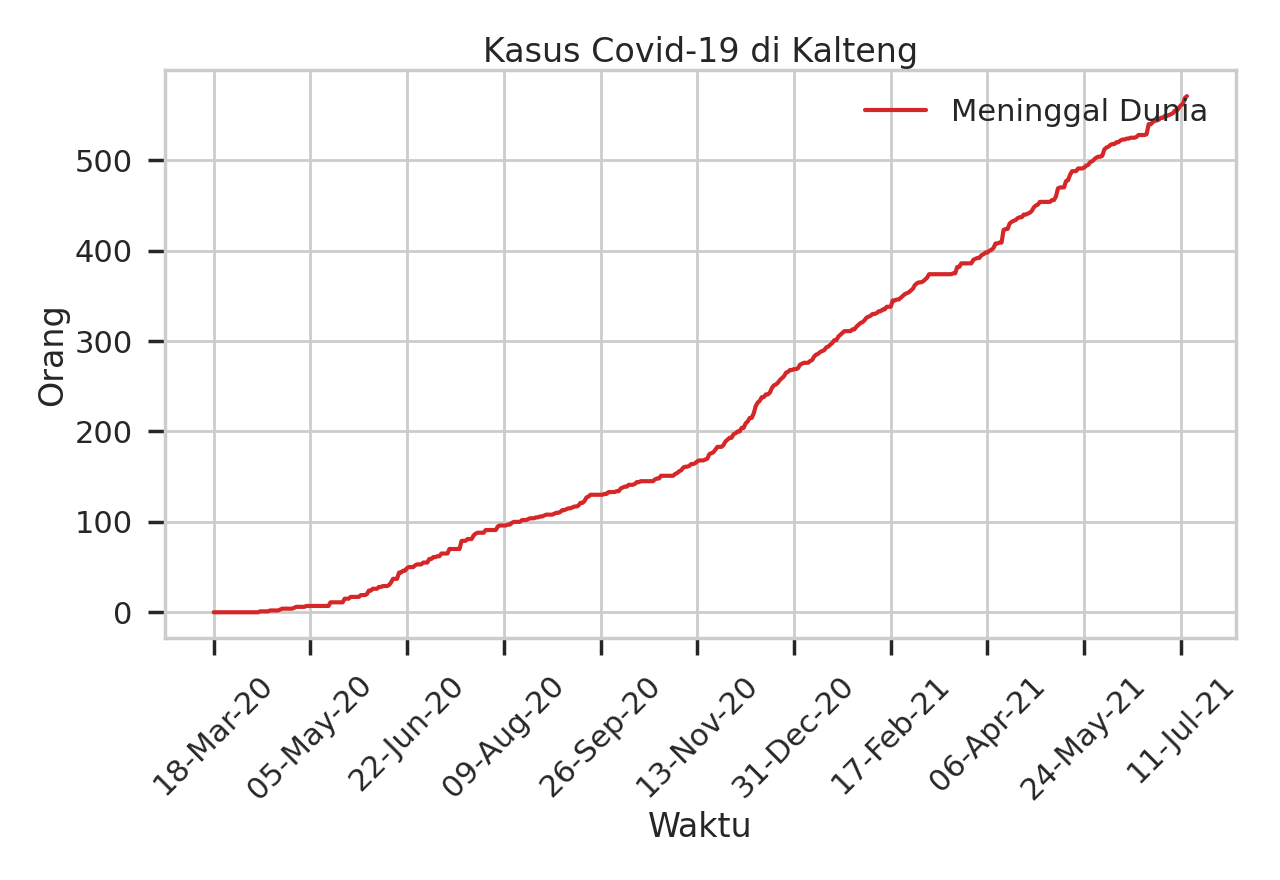 Kasus Covid-19 di Kalteng
Meninggal Dunia
Orang
500
400
300
200
100
0
18-Mar-20
05-May-20
22-Jun-20
09-Aug-20
26-Sep-20
13-Nov-20
31-Dec-20
17-Feb-21
06-Apr-21
24-May-21
11-Jul-21
Waktu